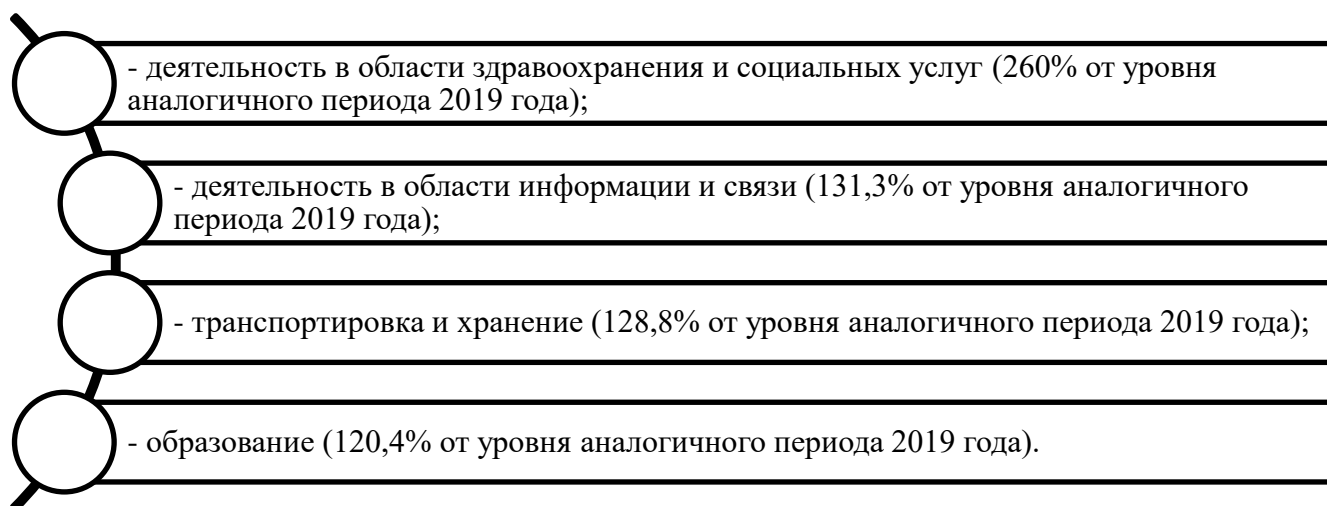 - деятельность в области здравоохранения и социальных услуг (260% от уровня
аналогичного периода 2019 года);
- деятельность в области информации и связи (131,3% от уровня аналогичного
периода 2019 года);
- транспортировка и хранение (128,8% от уровня аналогичного периода 2019 года);
- образование (120,4% от уровня аналогичного периода 2019 года).